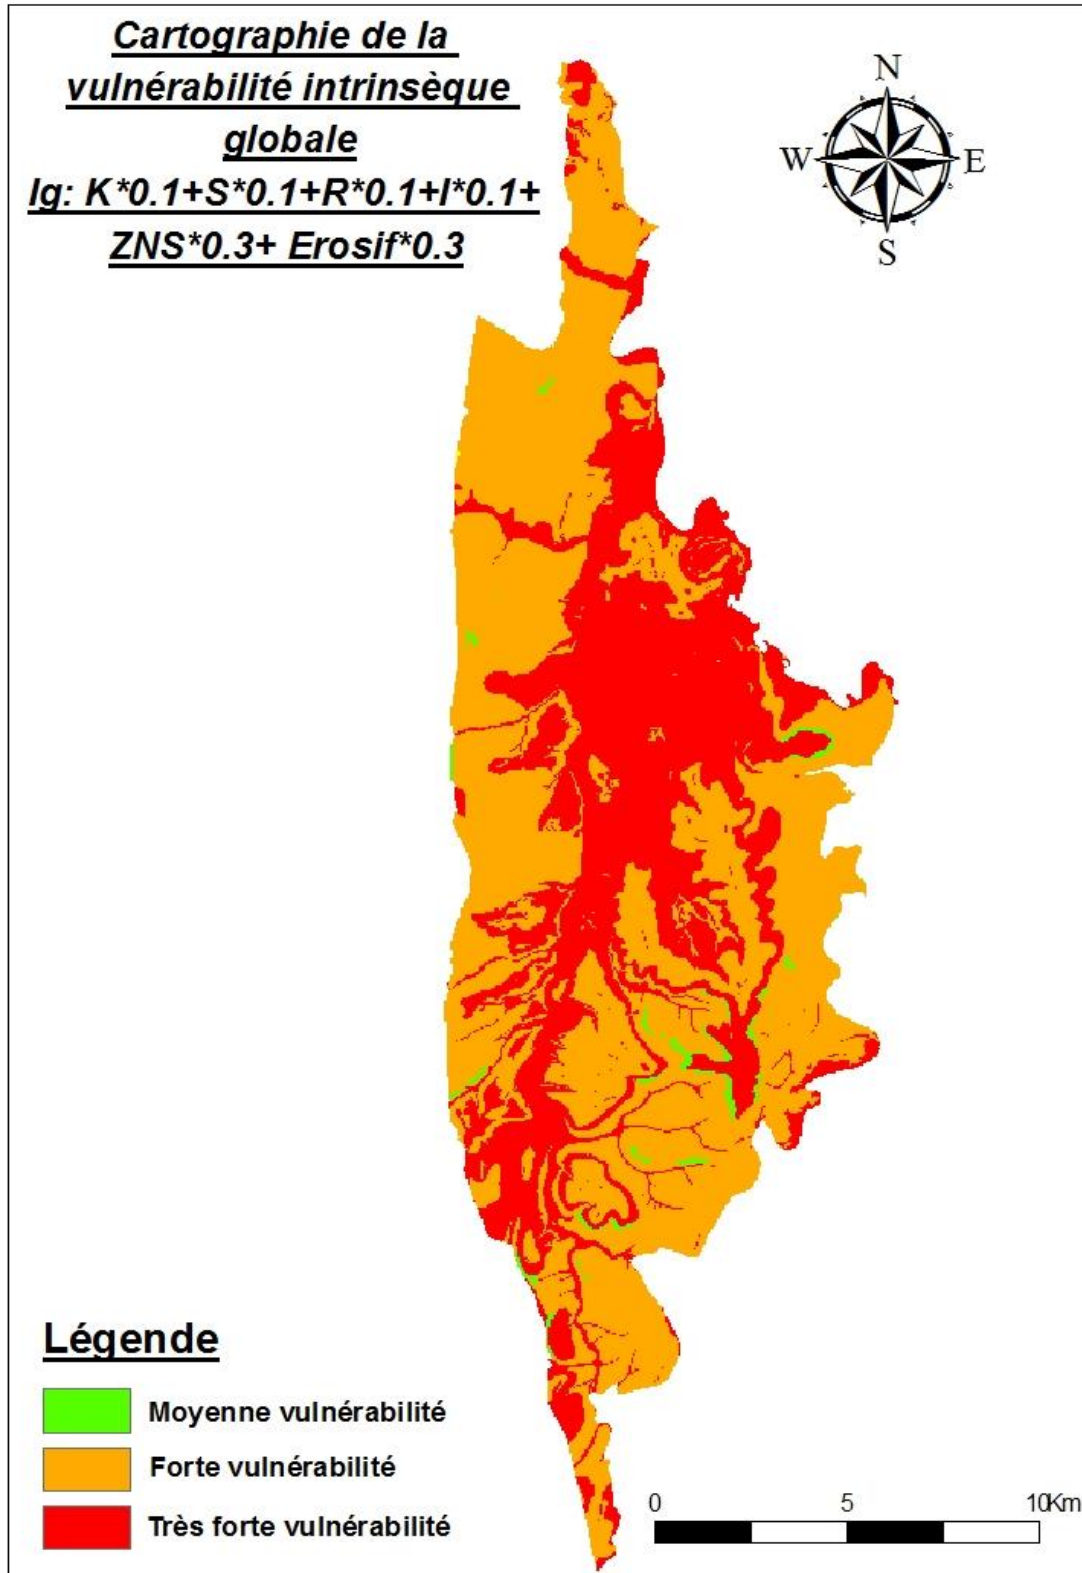 Cartographie de la
vulnérabilité intrinsèque
globale
Ig: K*0.1+S*0.1+R*0.1+I*0.1+
ZNS*0.3+ Erosif*0.3
N
W
E
S
Légende
Moyenne vulnérabilité
Forte vulnérabilité
Très forte vulnérabilité
0 5 10Km